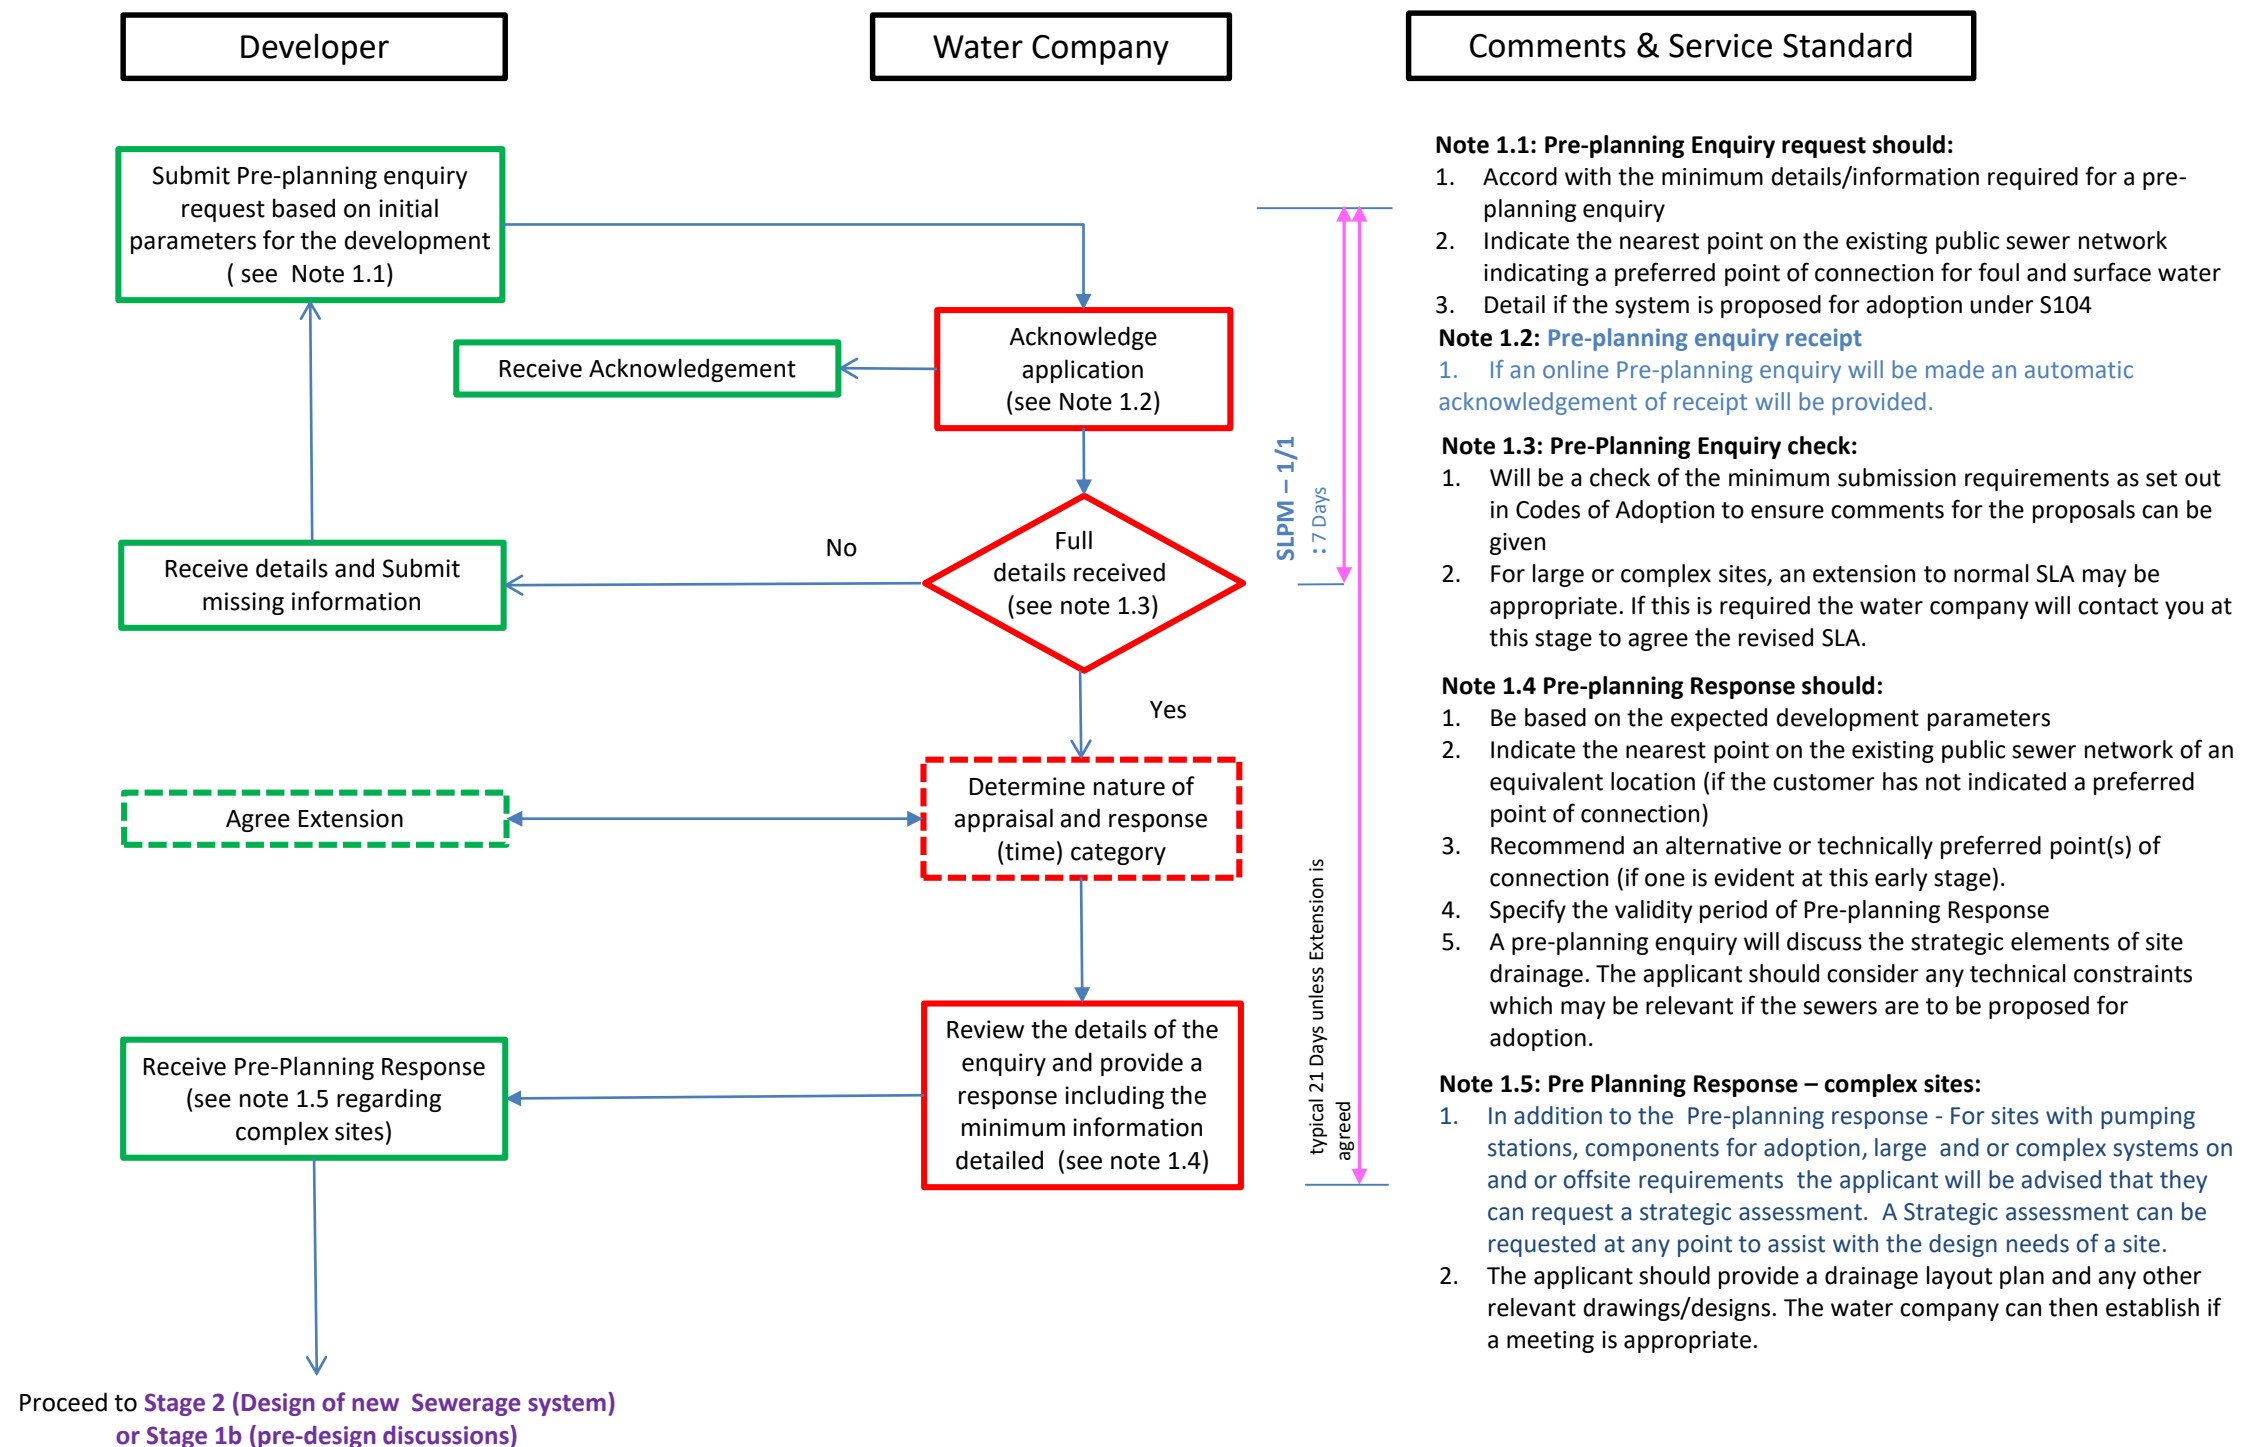 Developer
Water Company
Comments & Service Standard
Submit Pre-planning enquiry
request based on initial
parameters for the development
( see  Note 1.1)
Acknowledge
application
(see Note 1.2)
Receive Acknowledgement
Full
details received
(see note 1.3)
No
Receive details and Submit
missing information
Yes
Determine nature of
appraisal and response
(time) category
Agree Extension
Review the details of the
enquiry and provide a
response including the
minimum information
detailed  (see note 1.4)
Receive Pre-Planning Response
(see note 1.5 regarding
complex sites)
Proceed to Stage 2 (Design of new  Sewerage system)
or Stage 1b (pre-design discussions)
SLPM – 1/1
: 7 Days
typical 21 Days unless Extension is
agreed
Note 1.1: Pre-planning Enquiry request should:
1. Accord with the minimum details/information required for a pre-
planning enquiry
2. Indicate the nearest point on the existing public sewer network
indicating a preferred point of connection for foul and surface water
3. Detail if the system is proposed for adoption under S104
Note 1.2: Pre-planning enquiry receipt
1. If an online Pre-planning enquiry will be made an automatic
acknowledgement of receipt will be provided.
Note 1.3: Pre-Planning Enquiry check:
1. Will be a check of the minimum submission requirements as set out
in Codes of Adoption to ensure comments for the proposals can be
given
2. For large or complex sites, an extension to normal SLA may be
appropriate. If this is required the water company will contact you at
this stage to agree the revised SLA.
Note 1.4 Pre-planning Response should:
1. Be based on the expected development parameters
2. Indicate the nearest point on the existing public sewer network of an
equivalent location (if the customer has not indicated a preferred
point of connection)
3. Recommend an alternative or technically preferred point(s) of
connection (if one is evident at this early stage).
4. Specify the validity period of Pre-planning Response
5. A pre-planning enquiry will discuss the strategic elements of site
drainage. The applicant should consider any technical constraints
which may be relevant if the sewers are to be proposed for
adoption.
Note 1.5: Pre Planning Response – complex sites:
1. In addition to the  Pre-planning response - For sites with pumping
stations, components for adoption, large  and or complex systems on
and or offsite requirements  the applicant will be advised that they
can request a strategic assessment.  A Strategic assessment can be
requested at any point to assist with the design needs of a site.
2. The applicant should provide a drainage layout plan and any other
relevant drawings/designs. The water company can then establish if
a meeting is appropriate.